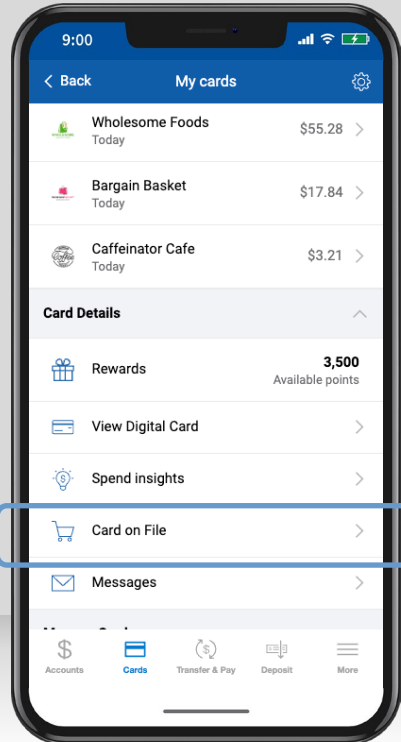 9:00
Back My cards
Wholesome Foods $55.28
Today
Bargain Basket $17.84
Today
Caffeinator Cafe $3.21
Today
Card Details
Rewards 3,500
Available points
View Digital Card
Spend insights
Card on File
Messages
Accounts Cards Transfer & Pay Deposit More